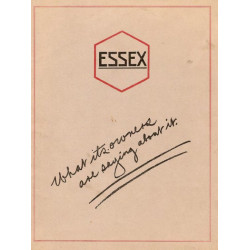 ESSEX
What its owners
are saying about it.